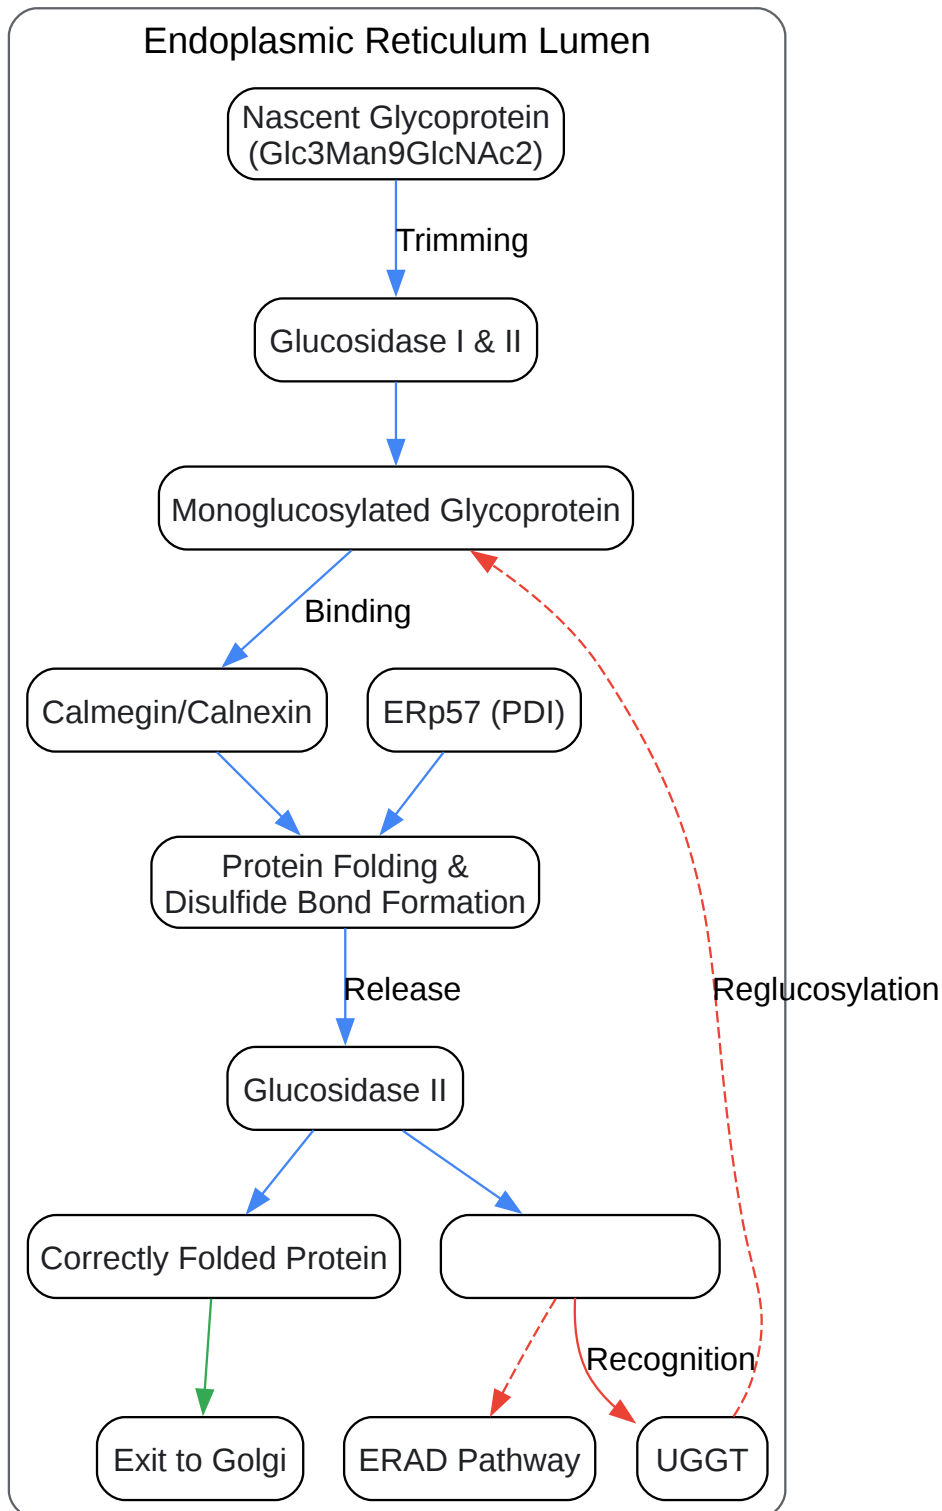 Endoplasmic Reticulum Lumen
Nascent Glycoprotein
(Glc3Man9GlcNAc2)
Trimming
Glucosidase I & II
Monoglucosylated Glycoprotein
Binding
Calmegin/Calnexin
ERp57 (PDI)
Protein Folding &
Disulfide Bond Formation
Release
Reglucosylation
Glucosidase II
Correctly Folded Protein
Recognition
Exit to Golgi
ERAD Pathway
UGGT